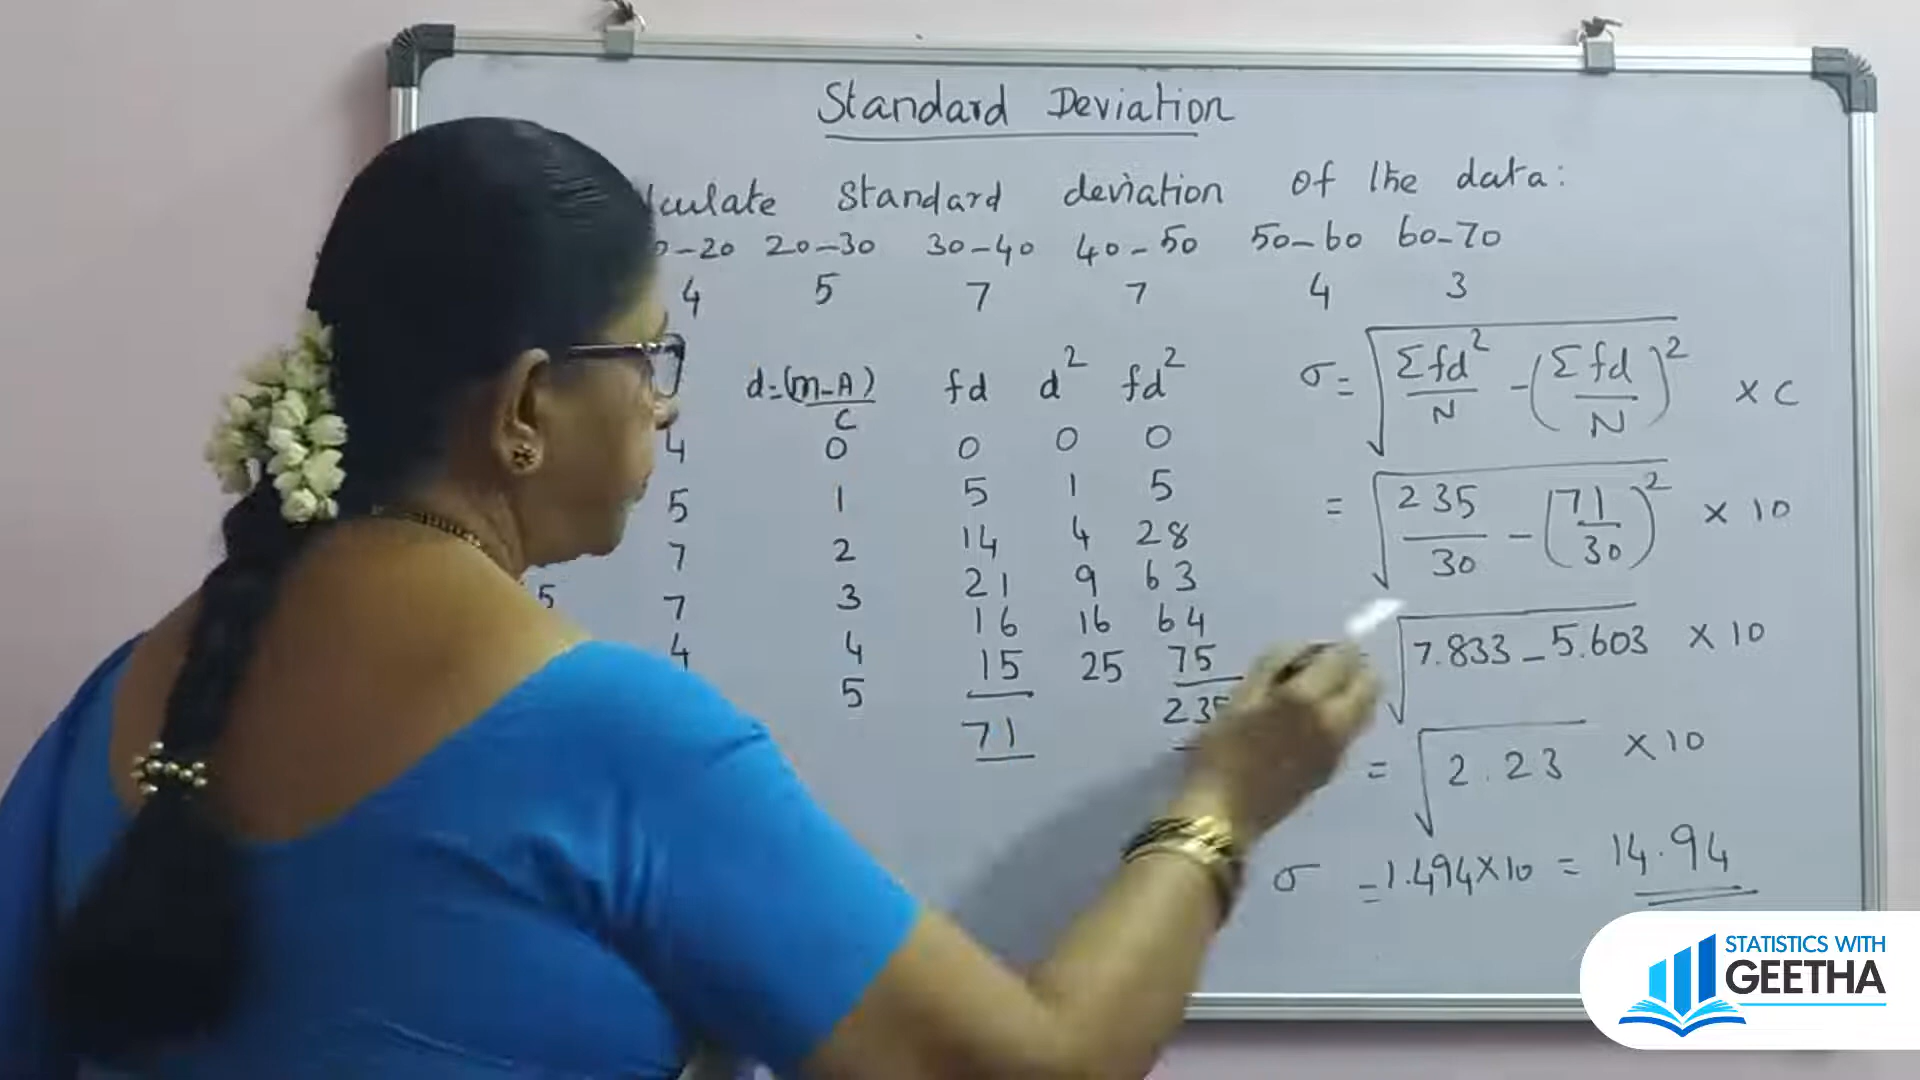 Standard Deviation
standard deviation of the data:
20-30 30-40 40-50 50-60 60-70
4 5 7 7 4 3
d=(m-A)/C fd d² fd²
4 0 0 0 0
5 1 5 1 5
7 2 14 4 28
5 7 3 21 9 63
4 4 16 16 64
5 15 25 75
71 235
σ = √(Σfd²/N - (Σfd/N)²) × C
= √(235/30 - (71/30)²) × 10
√(7.833 - 5.603) × 10
= √2.23 × 10
σ = 1.494 × 10 = 14.94
STATISTICS WITH
GEETHA